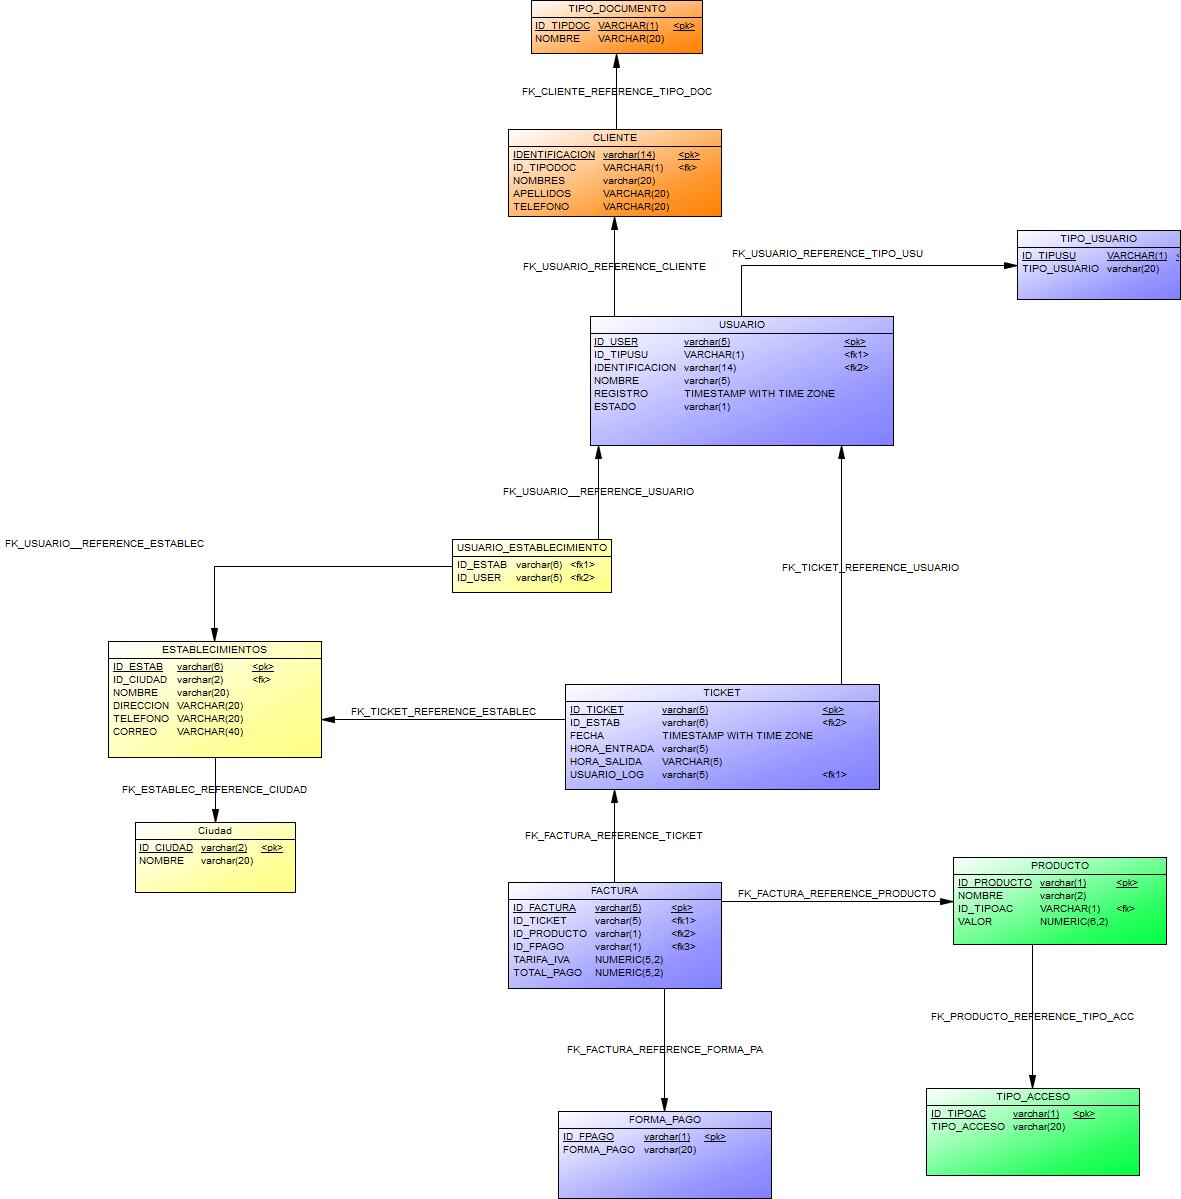 TIPO_DOCUMENTO
ID_TIPDOC VARCHAR(1) <pk>
NOMBRE VARCHAR(20)
FK_CLIENTE_REFERENCE_TIPO_DOC
CLIENTE
IDENTIFICACION varchar(14) <pk>
ID_TIPODOC VARCHAR(1) <fk>
NOMBRES varchar(20)
APELLIDOS VARCHAR(20)
TELEFONO VARCHAR(20)
FK_USUARIO_REFERENCE_CLIENTE
FK_USUARIO_REFERENCE_TIPO_USU
TIPO_USUARIO
ID_TIPUSU VARCHAR(1) <
TIPO_USUARIO varchar(20)
USUARIO
ID_USER varchar(5) <pk>
ID_TIPUSU VARCHAR(1) <fk1>
IDENTIFICACION varchar(14) <fk2>
NOMBRE varchar(5)
REGISTRO TIMESTAMP WITH TIME ZONE
ESTADO varchar(1)
FK_USUARIO__REFERENCE_USUARIO
FK_USUARIO__REFERENCE_ESTABLEC
USUARIO_ESTABLECIMIENTO
ID_ESTAB varchar(6) <fk1>
ID_USER varchar(5) <fk2>
FK_TICKET_REFERENCE_USUARIO
ESTABLECIMIENTOS
ID_ESTAB varchar(6) <pk>
ID_CIUDAD varchar(2) <fk>
NOMBRE varchar(20)
DIRECCION VARCHAR(20)
TELEFONO VARCHAR(20)
CORREO VARCHAR(40)
FK_TICKET_REFERENCE_ESTABLEC
TICKET
ID_TICKET varchar(5) <pk>
ID_ESTAB varchar(6) <fk2>
FECHA TIMESTAMP WITH TIME ZONE
HORA_ENTRADA varchar(5)
HORA_SALIDA VARCHAR(5)
USUARIO_LOG varchar(5) <fk1>
FK_ESTABLEC_REFERENCE_CIUDAD
Ciudad
ID_CIUDAD varchar(2) <pk>
NOMBRE varchar(20)
FK_FACTURA_REFERENCE_TICKET
FACTURA
ID_FACTURA varchar(5) <pk>
ID_TICKET varchar(5) <fk1>
ID_PRODUCTO varchar(1) <fk2>
ID_FPAGO varchar(1) <fk3>
TARIFA_IVA NUMERIC(5,2)
TOTAL_PAGO NUMERIC(5,2)
FK_FACTURA_REFERENCE_PRODUCTO
PRODUCTO
ID_PRODUCTO varchar(1) <pk>
NOMBRE varchar(2)
ID_TIPOAC VARCHAR(1) <fk>
VALOR NUMERIC(6,2)
FK_PRODUCTO_REFERENCE_TIPO_ACC
FK_FACTURA_REFERENCE_FORMA_PA
TIPO_ACCESO
ID_TIPOAC varchar(1) <pk>
TIPO_ACCESO varchar(20)
FORMA_PAGO
ID_FPAGO varchar(1) <pk>
FORMA_PAGO varchar(20)